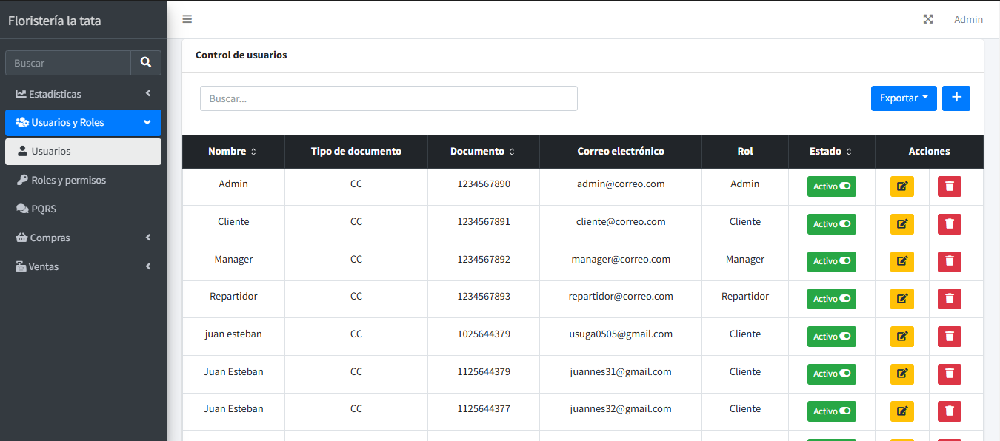 Floristería la tata
Admin
Buscar
Estadísticas
Usuarios y Roles
Usuarios
Roles y permisos
PQRS
Compras
Ventas
Control de usuarios
Buscar...
Exportar
Nombre Tipo de documento Documento Correo electrónico Rol Estado Acciones
Admin CC 1234567890 admin@correo.com Admin Activo
Cliente CC 1234567891 cliente@correo.com Cliente Activo
Manager CC 1234567892 manager@correo.com Manager Activo
Repartidor CC 1234567893 repartidor@correo.com Repartidor Activo
juan esteban CC 1025644379 usuga0505@gmail.com Cliente Activo
Juan Esteban CC 1125644379 juannes31@gmail.com Cliente Activo
Juan Esteban CC 1125644377 juannes32@gmail.com Cliente Activo